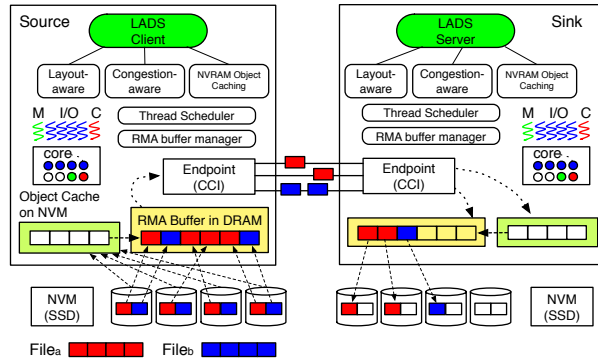 Source
LADS
Client
Layout-
aware
Congestion-
aware
NVRAM Object
Caching
M I/O C
Thread Scheduler
RMA buffer manager
core
Object Cache
on NVM
Endpoint
(CCI)
RMA Buffer in DRAM
NVM
(SSD)
Filea
Fileb
Sink
LADS
Server
Layout-
aware
Congestion-
aware
NVRAM Object
Caching
Thread Scheduler
RMA buffer manager
M I/O C
core
Endpoint
(CCI)
NVM
(SSD)